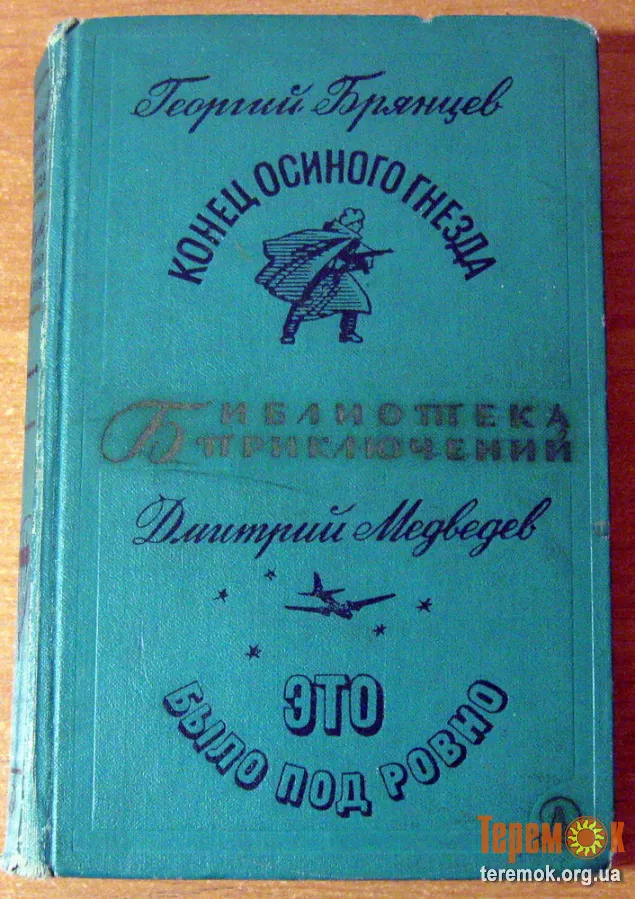 Георгий Брянцев
КОНЕЦ ОСИНОГО ГНЕЗДА
БИБЛИОТЕКА
ПРИКЛЮЧЕНИЙ
Дмитрий Медведев
ЭТО
БЫЛО ПОД РОВНО
Теремок
teremok.org.ua